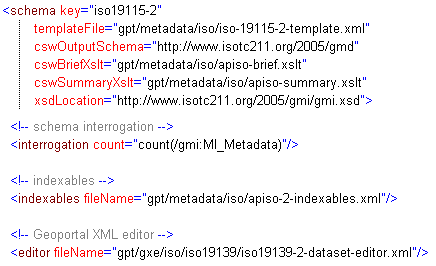 <schema key="iso19115-2"
templateFile="gpt/metadata/iso/iso-19115-2-template.xml"
cswOutputSchema="http://www.isotc211.org/2005/gmd"
cswBriefXslt="gpt/metadata/iso/apiso-brief.xslt"
cswSummaryXslt="gpt/metadata/iso/apiso-summary.xslt"
xsdLocation="http://www.isotc211.org/2005/gmi/gmi.xsd">
<!-- schema interrogation -->
<interrogation count="count(/gmi:MI_Metadata)"/>
<!-- indexables -->
<indexables fileName="gpt/metadata/iso/apiso-2-indexables.xml"/>
<!-- Geoportal XML editor -->
<editor fileName="gpt/gxe/iso/iso19139/iso19139-2-dataset-editor.xml"/>